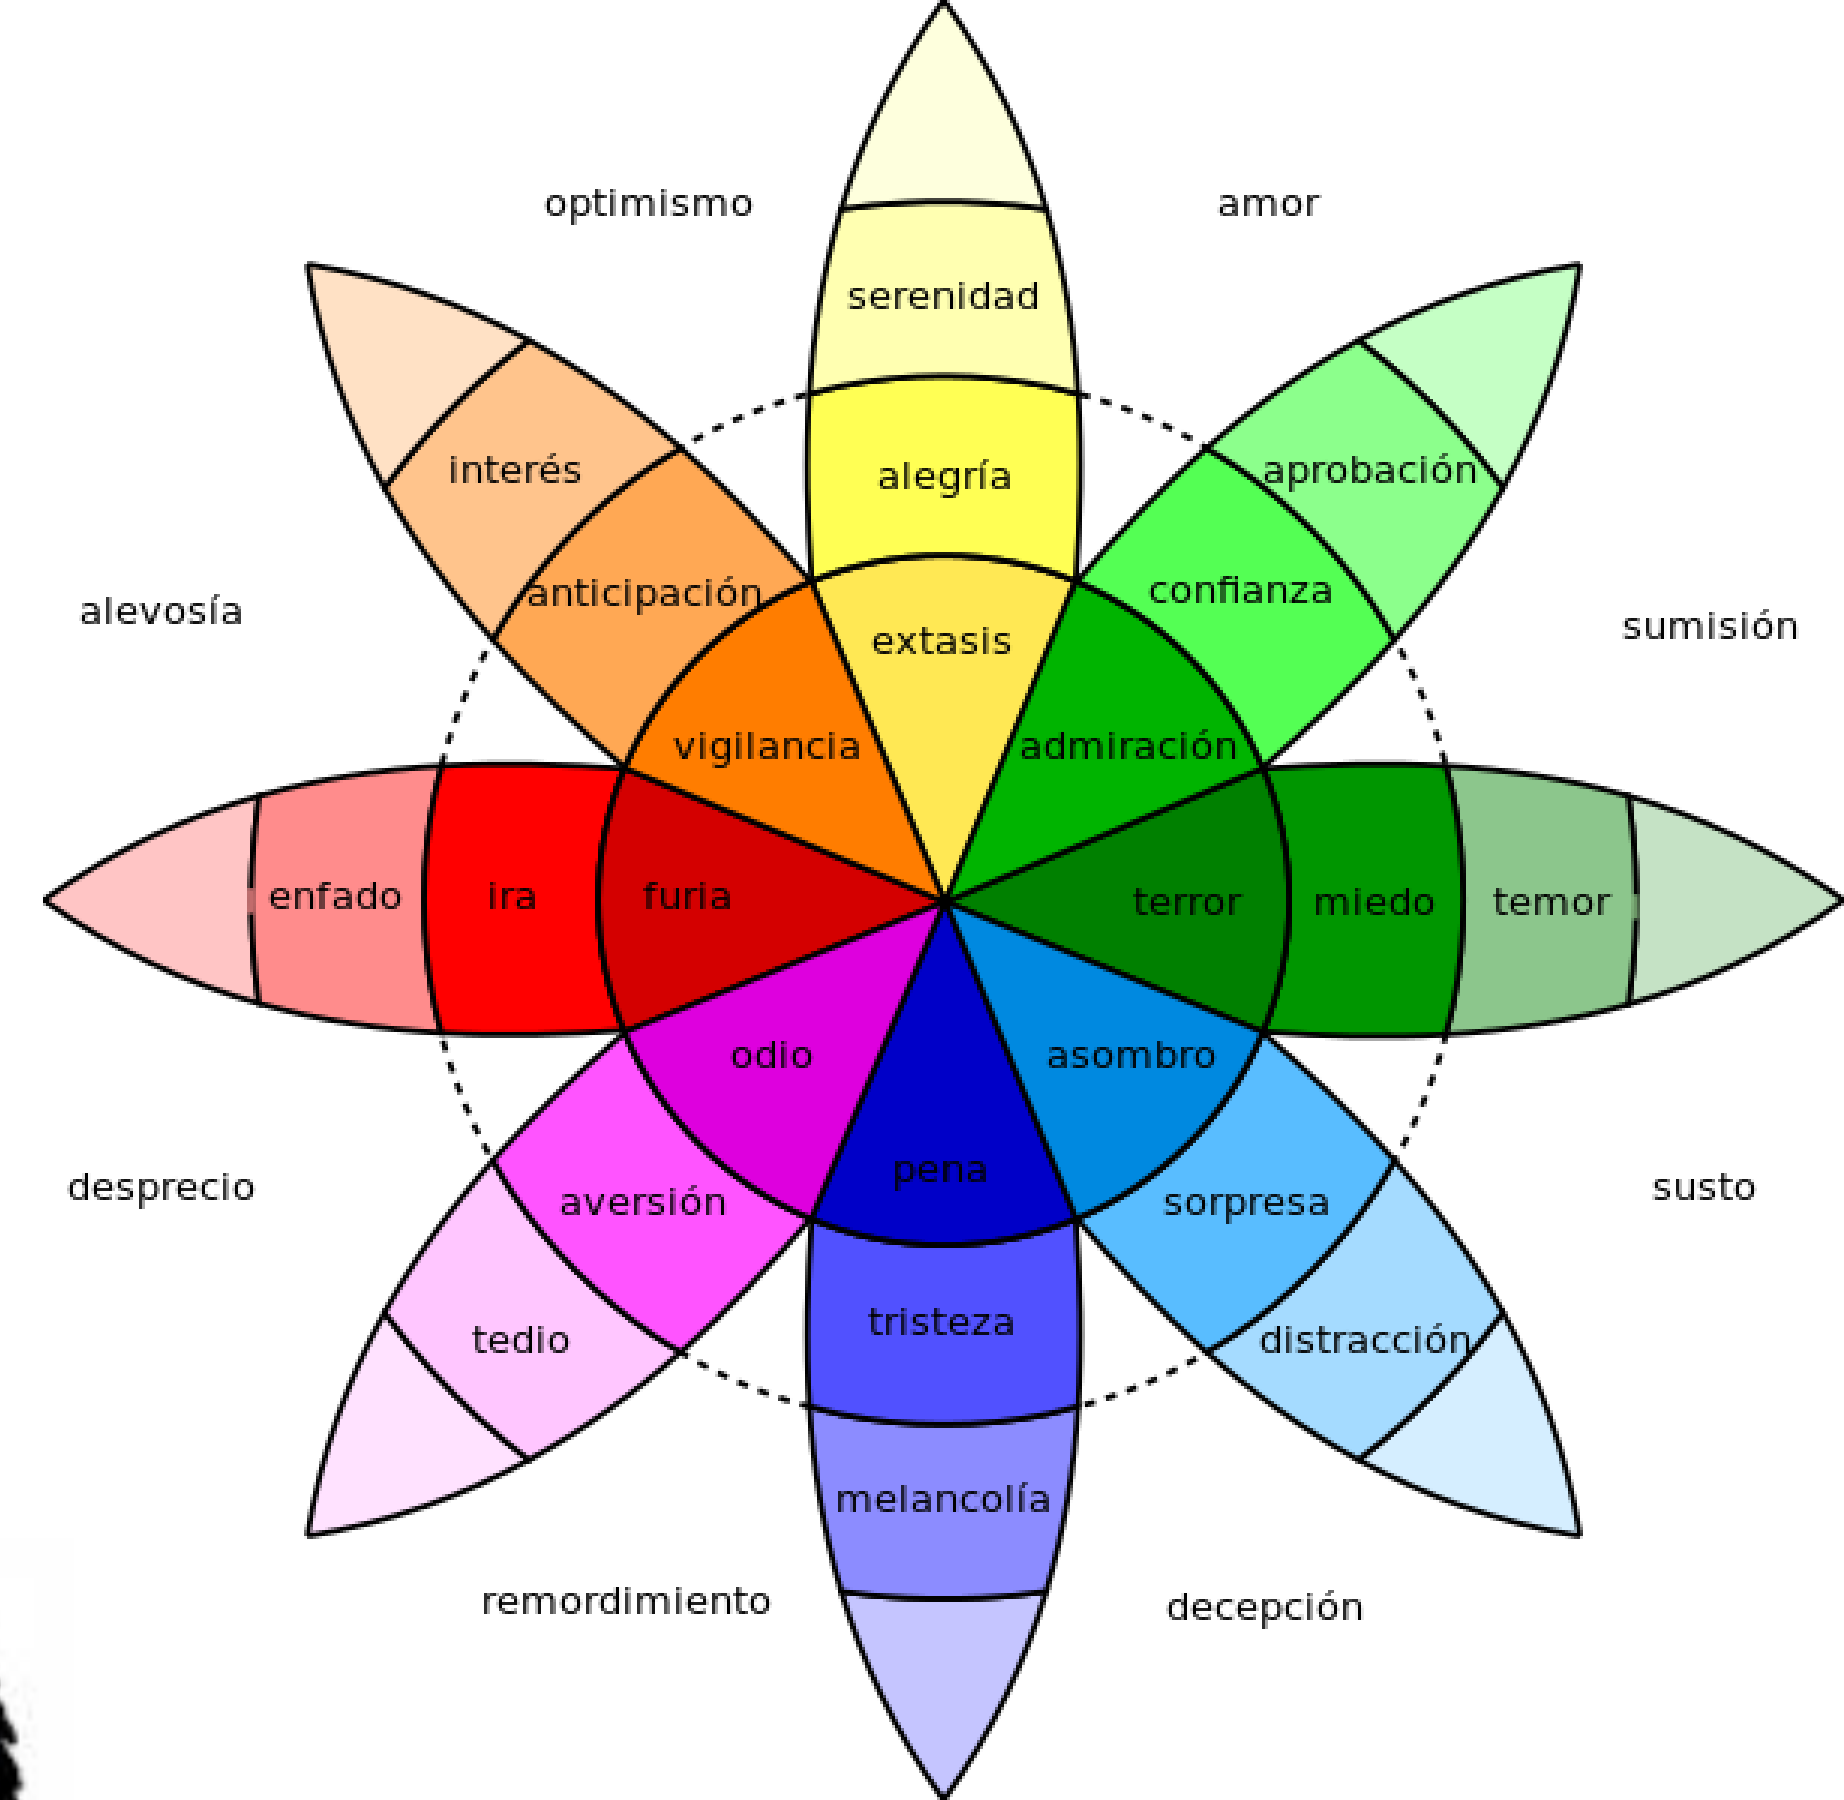 optimismo
amor
serenidad
interés
alegría
aprobación
anticipación
confianza
alevosía
extasis
sumisión
vigilancia
admiración
enfado
ira
furia
terror
miedo
temor
odio
asombro
pena
desprecio
aversión
sorpresa
susto
tristeza
tedio
distracción
melancolía
remordimiento
decepción